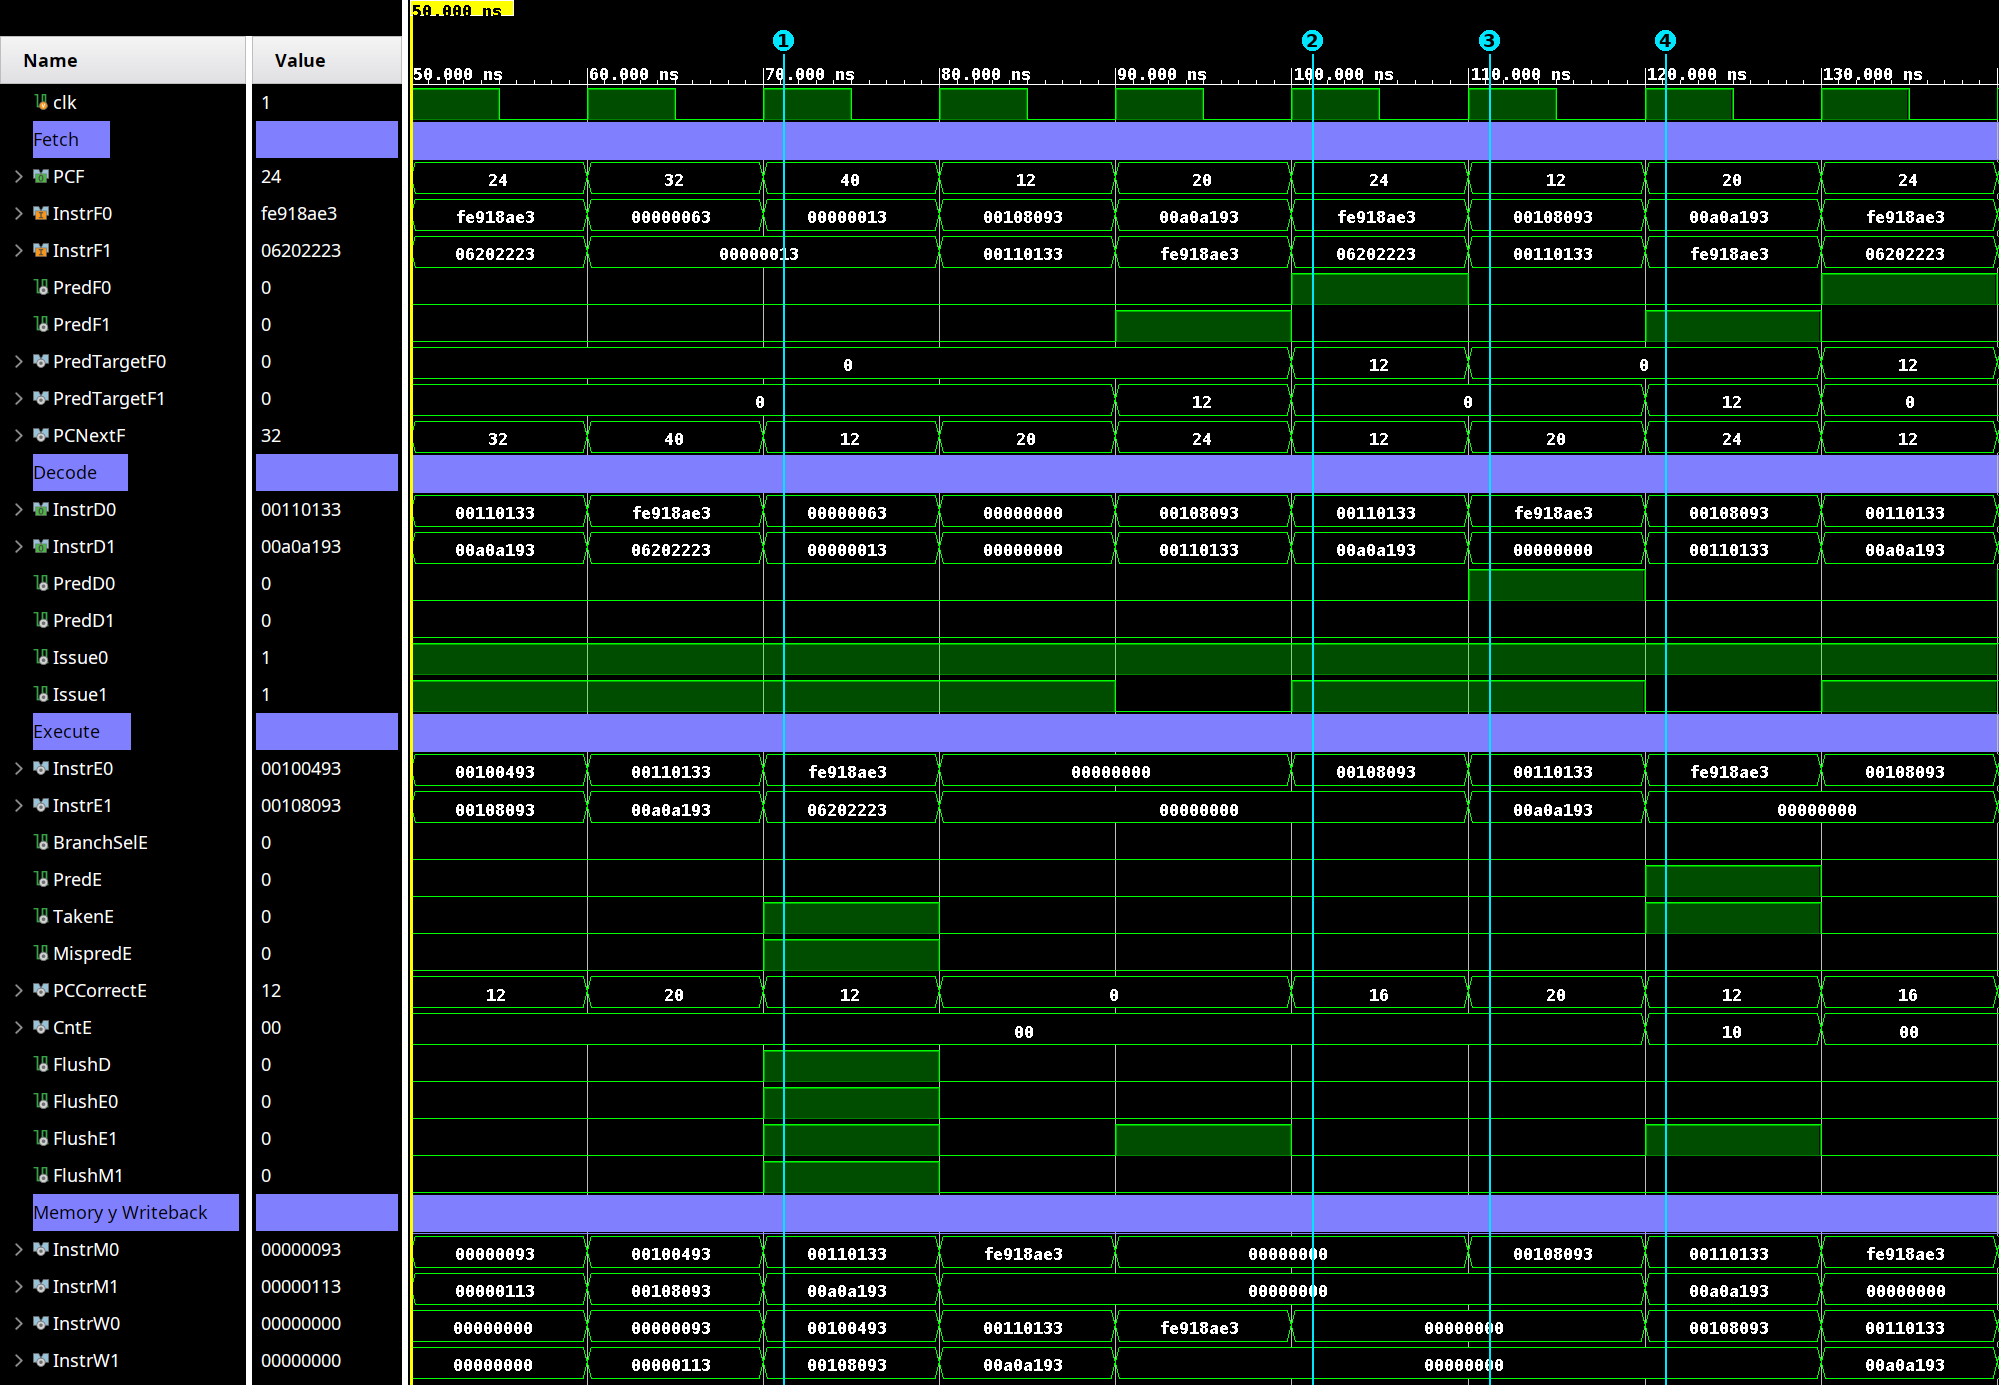 50.000 ns
1 2 3 4
Name Value 50.000 ns 60.000 ns 70.000 ns 80.000 ns 90.000 ns 100.000 ns 110.000 ns 120.000 ns 130.000 ns
clk 1
Fetch
PCF 24 24 32 40 12 20 24 12 20 24
InstrF0 fe918ae3 fe918ae3 00000063 00000013 00108093 00a0a193 fe918ae3 00108093 00a0a193 fe918ae3
InstrF1 06202223 06202223 00000013 00110133 fe918ae3 06202223 00110133 fe918ae3 06202223
PredF0 0
PredF1 0
PredTargetF0 0 0 12 0 12
PredTargetF1 0 0 12 0 12 0
PCNextF 32 32 40 12 20 24 12 20 24 12
Decode
InstrD0 00110133 00110133 fe918ae3 00000063 00000000 00108093 00110133 fe918ae3 00108093 00110133
InstrD1 00a0a193 00a0a193 06202223 00000013 00000000 00110133 00a0a193 00000000 00110133 00a0a193
PredD0 0
PredD1 0
Issue0 1
Issue1 1
Execute
InstrE0 00100493 00100493 00110133 fe918ae3 00000000 00108093 00110133 fe918ae3 00108093
InstrE1 00108093 00108093 00a0a193 06202223 00000000 00a0a193 00000000
BranchSelE 0
PredE 0
TakenE 0
MispredE 0
PCCorrectE 12 12 20 12 0 16 20 12 16
CntE 00 00 10 00
FlushD 0
FlushE0 0
FlushE1 0
FlushM1 0
Memory y Writeback
InstrM0 00000093 00000093 00100493 00110133 fe918ae3 00000000 00108093 00110133 fe918ae3
InstrM1 00000113 00000113 00108093 00a0a193 00000000 00a0a193 00000000
InstrW0 00000000 00000000 00000093 00100493 00110133 fe918ae3 00000000 00108093 00110133
InstrW1 00000000 00000000 00000113 00108093 00a0a193 00000000 00a0a193